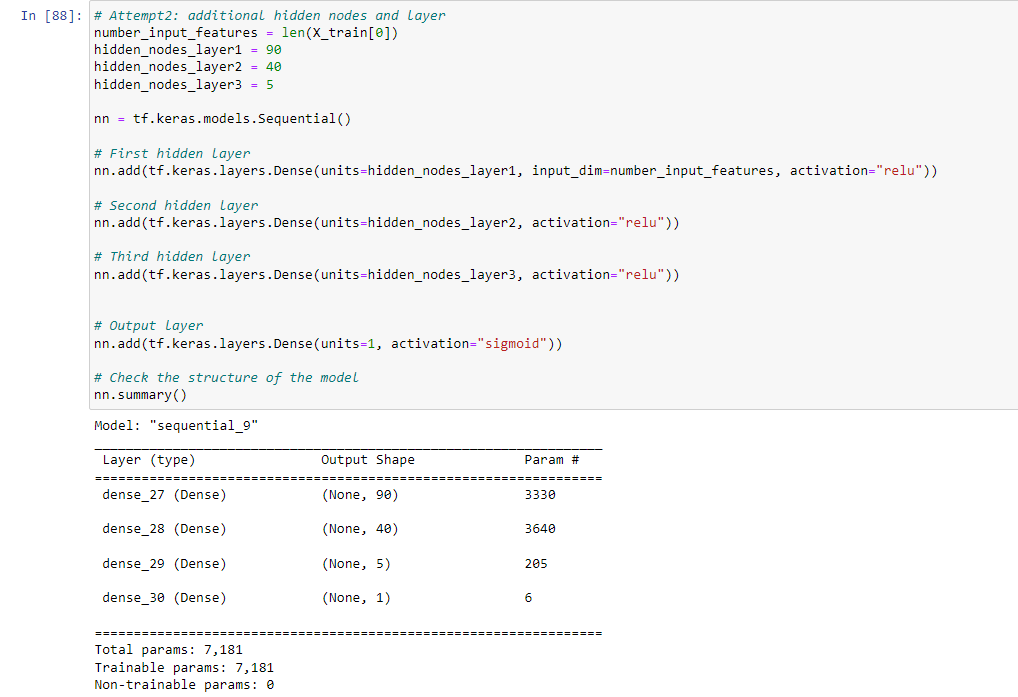 In [88]: # Attempt2: additional hidden nodes and layer
number_input_features = len(X_train[0])
hidden_nodes_layer1 = 90
hidden_nodes_layer2 = 40
hidden_nodes_layer3 = 5
nn = tf.keras.models.Sequential()
# First hidden layer
nn.add(tf.keras.layers.Dense(units=hidden_nodes_layer1, input_dim=number_input_features, activation="relu"))
# Second hidden layer
nn.add(tf.keras.layers.Dense(units=hidden_nodes_layer2, activation="relu"))
# Third hidden layer
nn.add(tf.keras.layers.Dense(units=hidden_nodes_layer3, activation="relu"))
# Output layer
nn.add(tf.keras.layers.Dense(units=1, activation="sigmoid"))
# Check the structure of the model
nn.summary()
Model: "sequential_9"
_________________________________________________________________
Layer (type) Output Shape Param #
=================================================================
dense_27 (Dense) (None, 90) 3330
dense_28 (Dense) (None, 40) 3640
dense_29 (Dense) (None, 5) 205
dense_30 (Dense) (None, 1) 6
=================================================================
Total params: 7,181
Trainable params: 7,181
Non-trainable params: 0